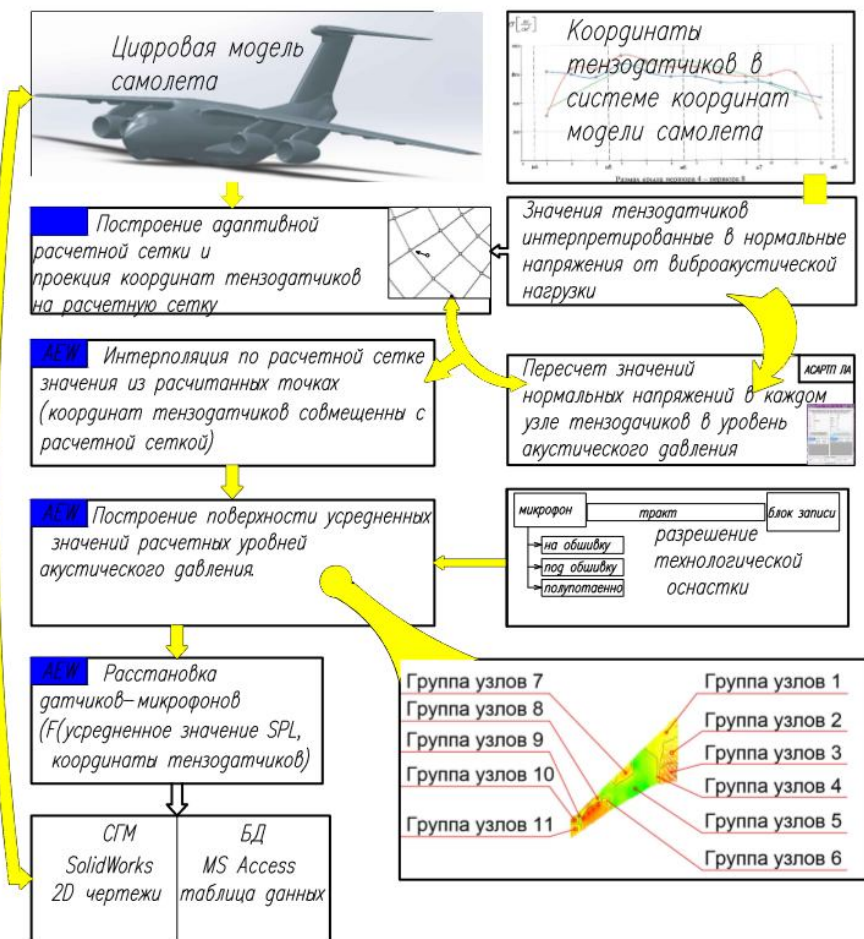 Цифровая модель
самолета
Координаты
тензодатчиков в
системе координат
модели самолета
Размах крыла нервюра 4 – нервюра 8
Построение адаптивной
расчетной сетки и
проекция координат тензодатчиков
на расчетную сетку
Значения тензодатчиков
интерпретированные в нормальные
напряжения от виброакустической
нагрузки
AEW Интерполяция по расчетной сетке
значения из расчитанных точках
(координат тензодатчиков совмещенны с
расчетной сеткой)
Пересчет значений
АСАРТП ЛА
нормальных напряжений в каждом
узле тензодачиков в уровень
акустического давления
AEW Построение поверхности усредненных
значений расчетных уровней
акустического давления.
микрофон
тракт
блок записи
на обшивку
под обшивку
полупотаенно
разрешение
технологической
оснастки
AEW Расстановка
датчиков-микрофонов
(F(усредненное значение SPL,
координаты тензодатчиков)
Группа узлов 7
Группа узлов 8
Группа узлов 9
Группа узлов 10
Группа узлов 11
Группа узлов 1
Группа узлов 2
Группа узлов 3
Группа узлов 4
Группа узлов 5
Группа узлов 6
СГМ
SolidWorks
2D чертежи
БД
MS Access
таблица данных